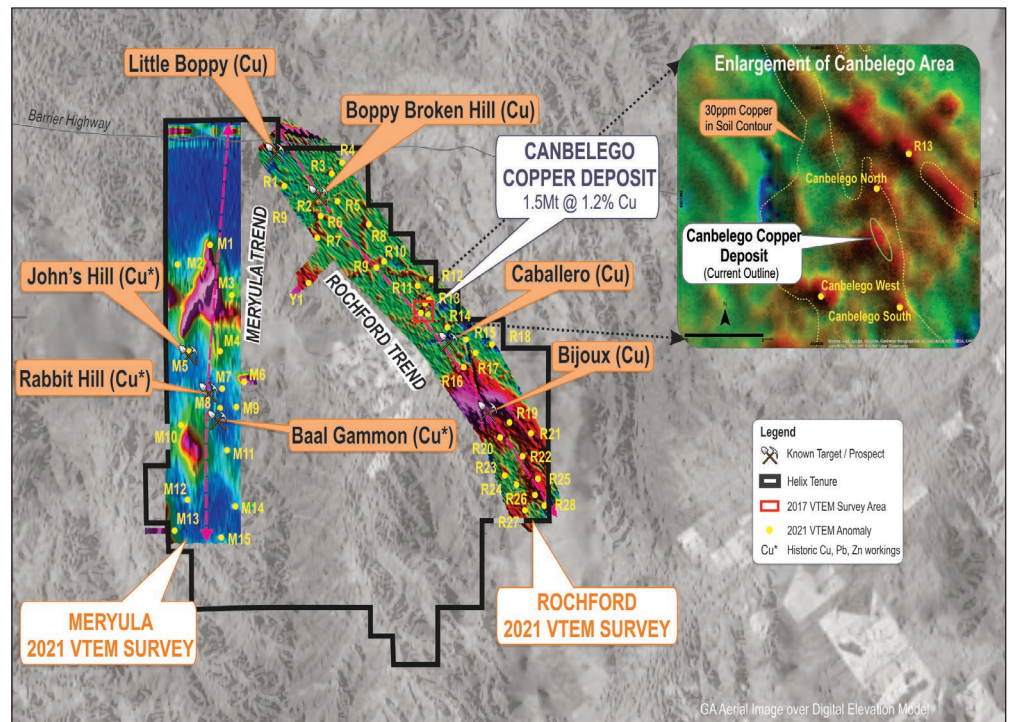 Little Boppy (Cu)
Boppy Broken Hill (Cu)
Barrier Highway
CANBELEGO
COPPER DEPOSIT
1.5Mt @ 1.2% Cu
Caballero (Cu)
Bijoux (Cu)
John's Hill (Cu*)
Rabbit Hill (Cu*)
Baal Gammon (Cu*)
MERYULA TREND
ROCHFORD TREND
R4
R3
R1
R2
R5
R9
R6
R7
R8
R10
R9
R12
R11
R13
R14
R15
R18
R16
R17
R19
R20
R21
R22
R23
R24
R25
R26
R27
R28
Y1
M1
M2
M3
M4
M5
M6
M7
M8
M9
M10
M11
M12
M13
M14
M15
MERYULA
2021 VTEM SURVEY
ROCHFORD
2021 VTEM SURVEY
Enlargement of Canbelego Area
30ppm Copper
in Soil Contour
R13
Canbelego North
Canbelego Copper
Deposit
(Current Outline)
Canbelego West
Canbelego South
N
Legend
Known Target / Prospect
Helix Tenure
2017 VTEM Survey Area
2021 VTEM Anomaly
Cu* Historic Cu, Pb, Zn workings
GA Aerial Image over Digital Elevation Model